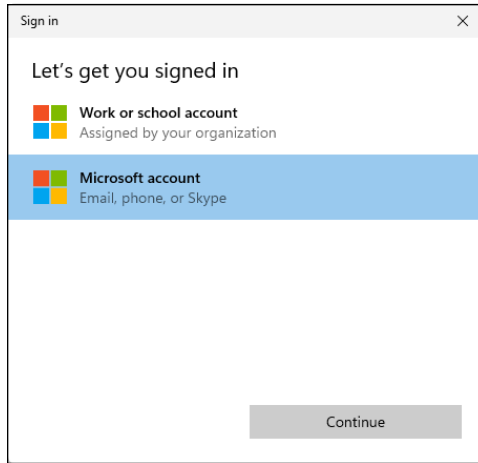 Sign in
Let's get you signed in
Work or school account
Assigned by your organization
Microsoft account
Email, phone, or Skype
Continue